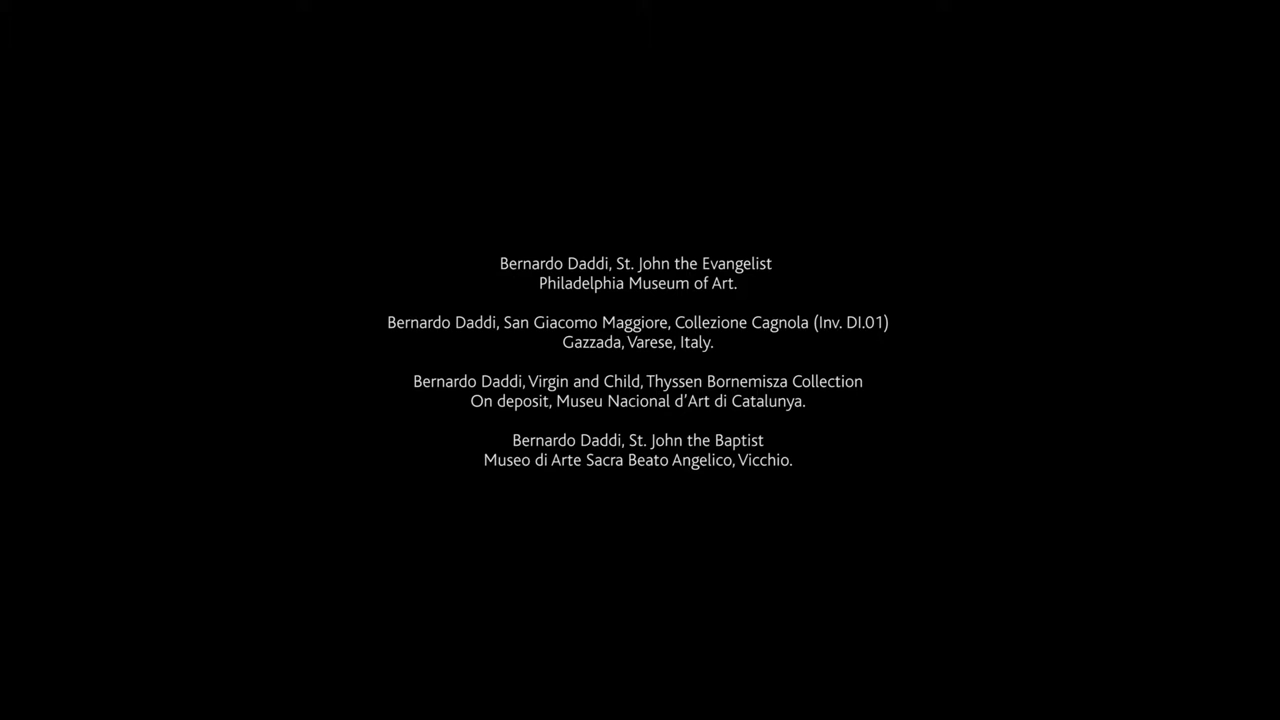 Bernardo Daddi, St. John the Evangelist
Philadelphia Museum of Art.
Bernardo Daddi, San Giacomo Maggiore, Collezione Cagnola (Inv. DI.01)
Gazzada, Varese, Italy.
Bernardo Daddi, Virgin and Child, Thyssen Bornemisza Collection
On deposit, Museu Nacional d'Art di Catalunya.
Bernardo Daddi, St. John the Baptist
Museo di Arte Sacra Beato Angelico, Vicchio.